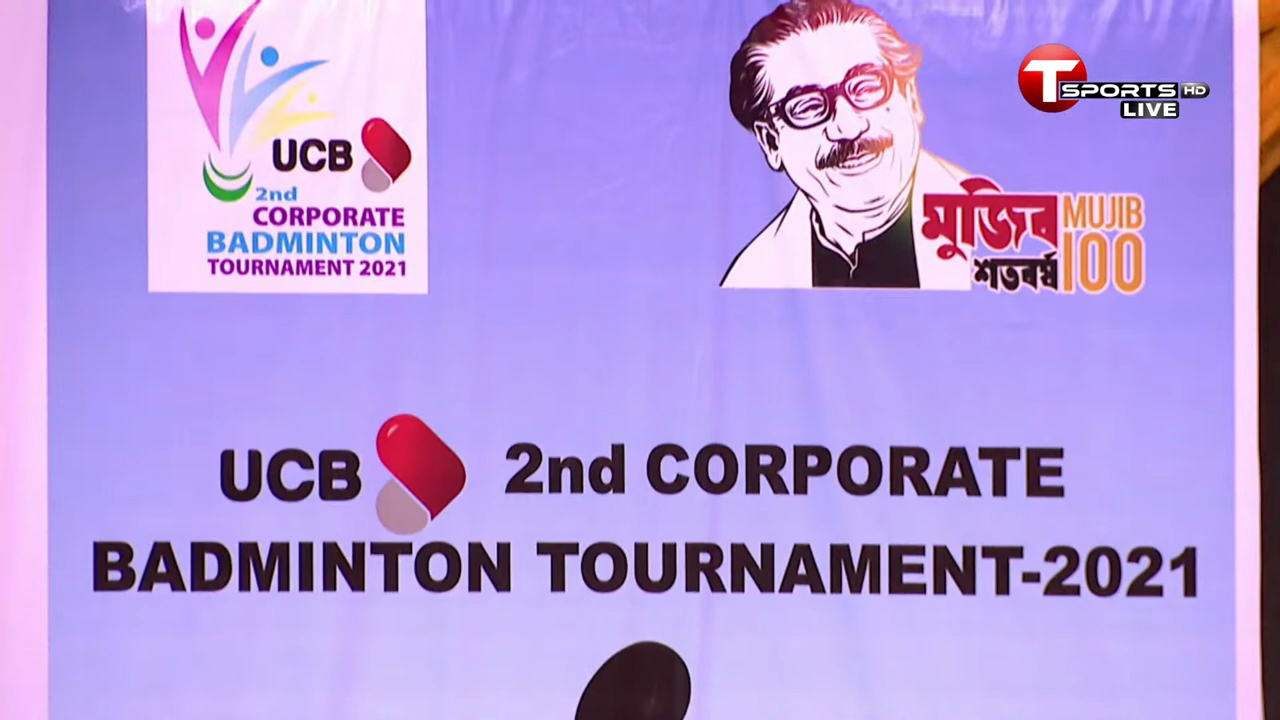 UCB
2nd
CORPORATE
BADMINTON
TOURNAMENT 2021
মুজিব
শতবর্ষ
MUJIB
100
T SPORTS HD
LIVE
UCB 2nd CORPORATE
BADMINTON TOURNAMENT-2021